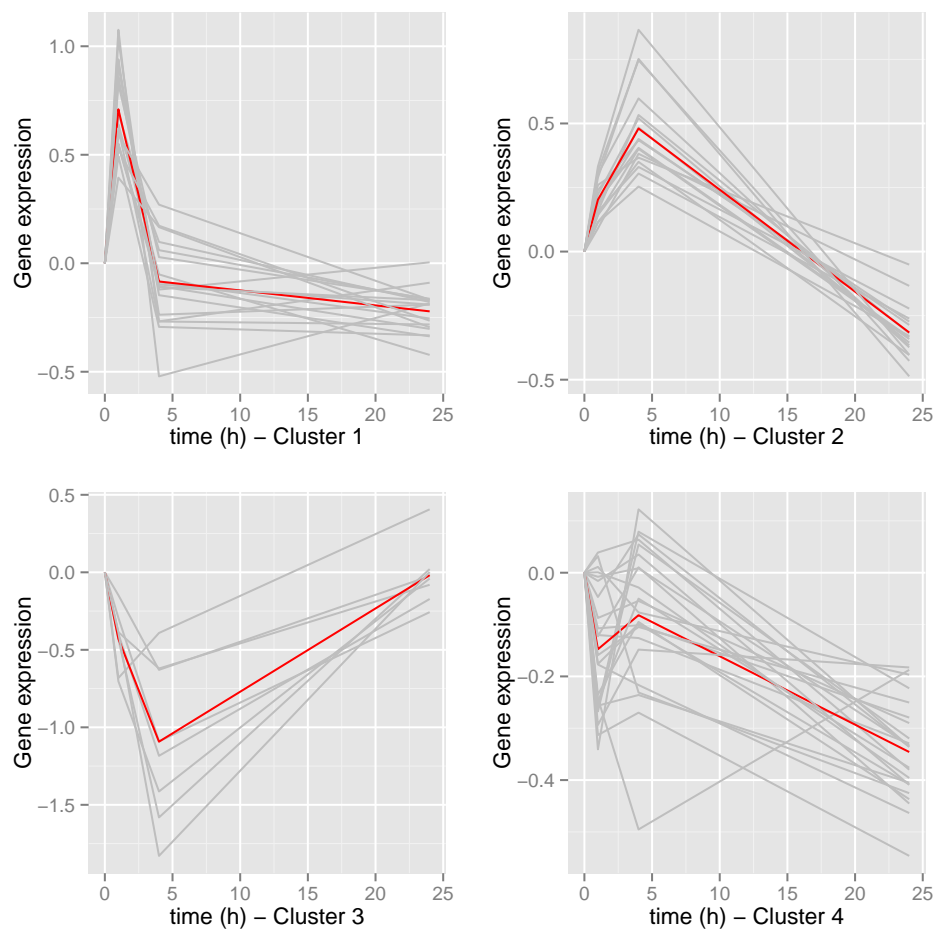 Gene expression
1.0
0.5
0.0
−0.5
0 5 10 15 20 25
time (h) − Cluster 1
Gene expression
0.5
0.0
−0.5
0 5 10 15 20 25
time (h) − Cluster 2
Gene expression
0.5
0.0
−0.5
−1.0
−1.5
0 5 10 15 20 25
time (h) − Cluster 3
Gene expression
0.0
−0.2
−0.4
0 5 10 15 20 25
time (h) − Cluster 4